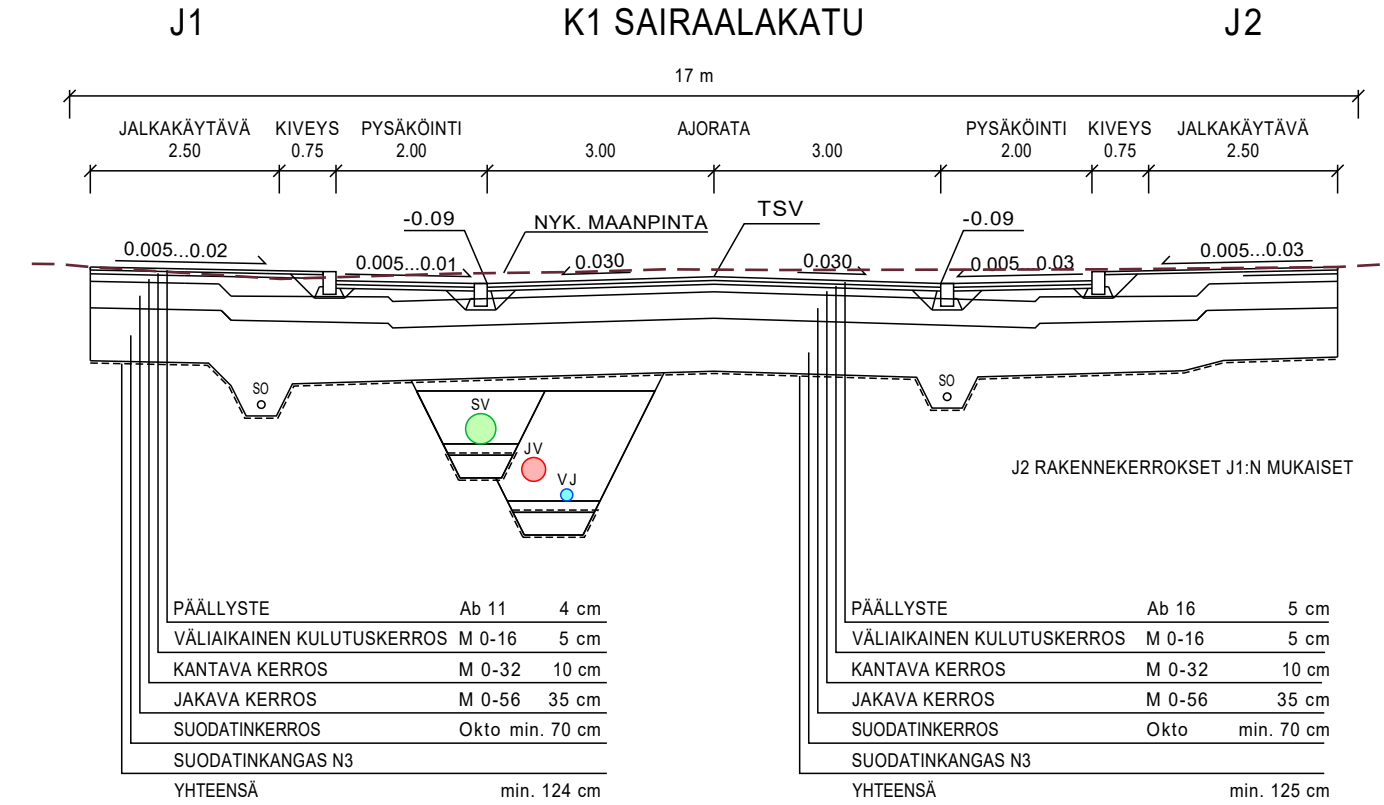 J1 K1 SAIRAALAKATU J2
17 m
JALKAKÄYTÄVÄ KIVEYS PYSÄKÖINTI AJORATA PYSÄKÖINTI KIVEYS JALKAKÄYTÄVÄ
2.50 0.75 2.00 3.00 3.00 2.00 0.75 2.50
-0.09 NYK. MAANPINTA TSV -0.09
0.005...0.02 0.005...0.01 0.030 0.030 0.005...0.03 0.005...0.03
SO SO
SV
JV
VJ
J2 RAKENNEKERROKSET J1:N MUKAISET
PÄÄLLYSTE Ab 11 4 cm
VÄLIAIKAINEN KULUTUSKERROS M 0-16 5 cm
KANTAVA KERROS M 0-32 10 cm
JAKAVA KERROS M 0-56 35 cm
SUODATINKERROS Okto min. 70 cm
SUODATINKANGAS N3
YHTEENSÄ min. 124 cm
PÄÄLLYSTE Ab 16 5 cm
VÄLIAIKAINEN KULUTUSKERROS M 0-16 5 cm
KANTAVA KERROS M 0-32 10 cm
JAKAVA KERROS M 0-56 35 cm
SUODATINKERROS Okto min. 70 cm
SUODATINKANGAS N3
YHTEENSÄ min. 125 cm